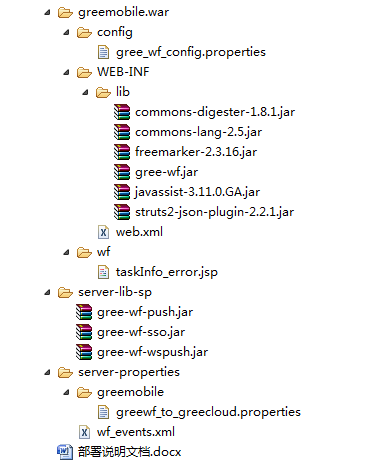 greemobile.war
config
gree_wf_config.properties
WEB-INF
lib
commons-digester-1.8.1.jar
commons-lang-2.5.jar
freemarker-2.3.16.jar
gree-wf.jar
javassist-3.11.0.GA.jar
struts2-json-plugin-2.2.1.jar
web.xml
wf
taskInfo_error.jsp
server-lib-sp
gree-wf-push.jar
gree-wf-sso.jar
gree-wf-wspush.jar
server-properties
greemobile
greewf_to_greecloud.properties
wf_events.xml
部署说明文档.docx